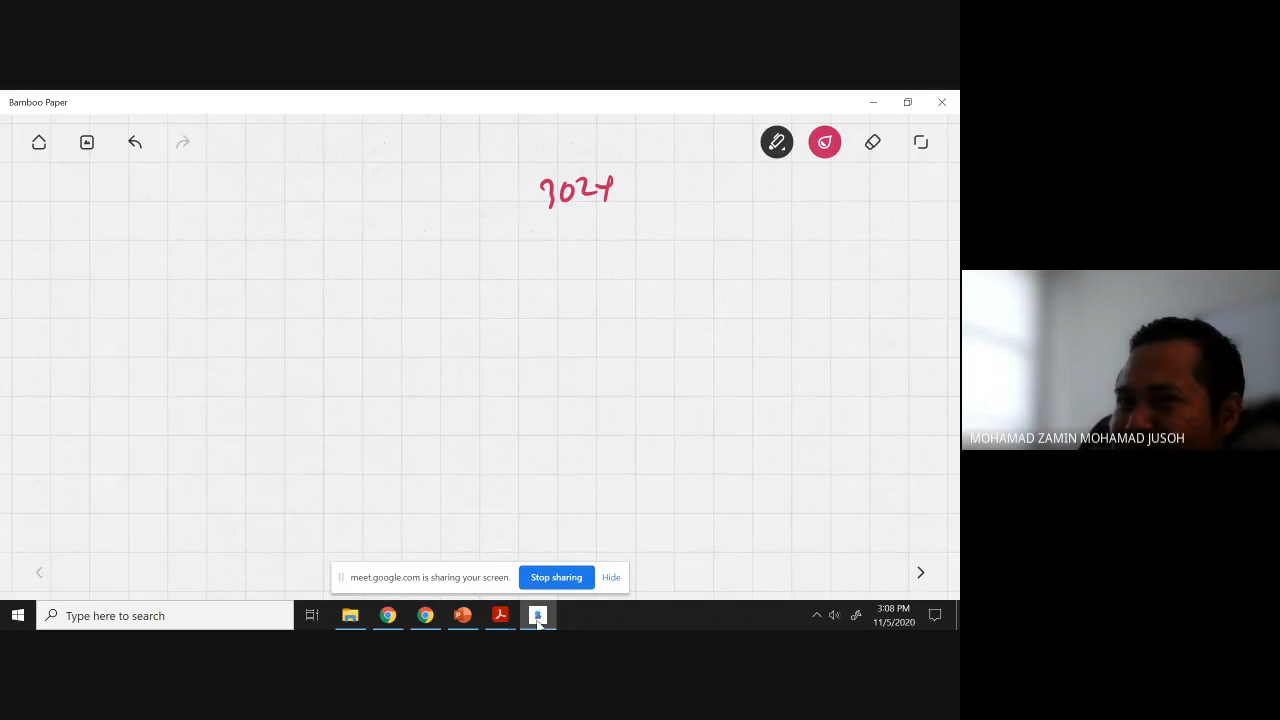 Bamboo Paper
3024
MOHAMAD ZAMIN MOHAMAD JUSOH
meet.google.com is sharing your screen.
Stop sharing
Hide
Type here to search
3:08 PM
11/5/2020